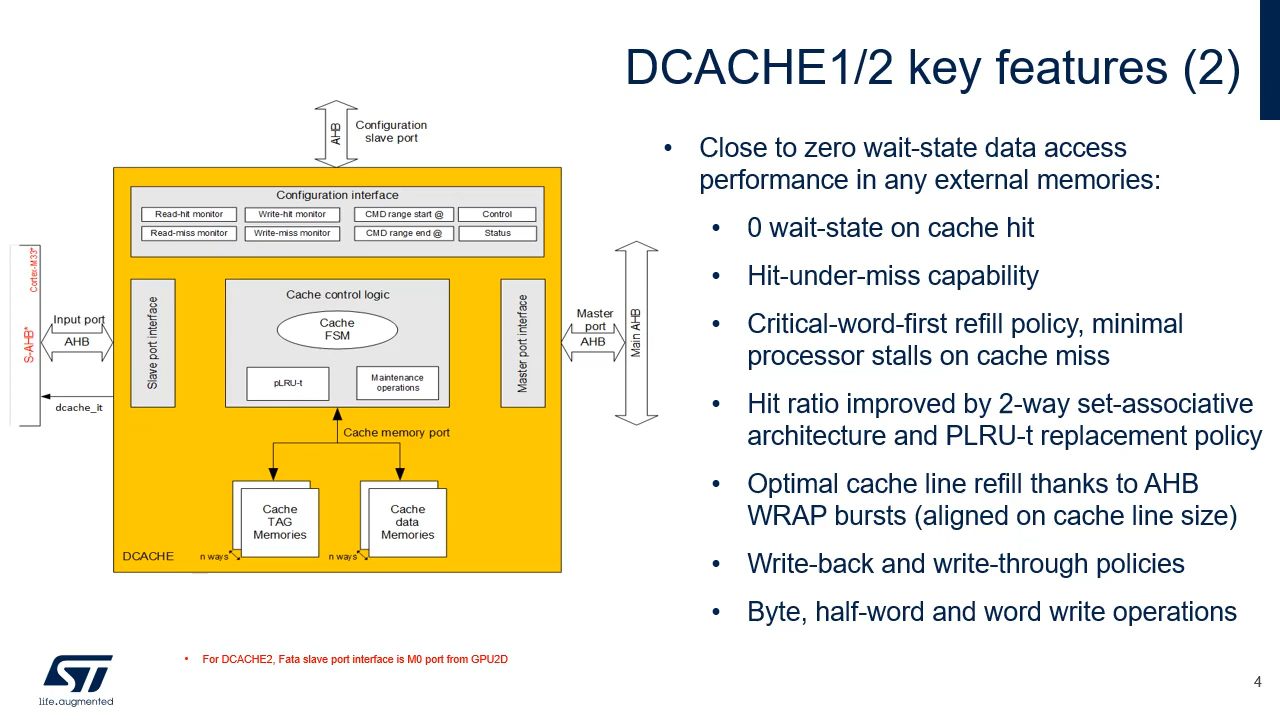 DCACHE1/2 key features (2)
AHB
Configuration
slave port
Configuration interface
Read-hit monitor
Write-hit monitor
CMD range start @
Control
Read-miss monitor
Write-miss monitor
CMD range end @
Status
Cortex-M33*
S-AHB*
Input port
AHB
dcache_it
Slave port interface
Cache control logic
Cache
FSM
pLRU-t
Maintenance
operations
Master port interface
Master
port
AHB
Main AHB
Cache memory port
Cache
TAG
Memories
n ways
Cache
data
Memories
n ways
DCACHE
• Close to zero wait-state data access
performance in any external memories:
• 0 wait-state on cache hit
• Hit-under-miss capability
• Critical-word-first refill policy, minimal
processor stalls on cache miss
• Hit ratio improved by 2-way set-associative
architecture and PLRU-t replacement policy
• Optimal cache line refill thanks to AHB
WRAP bursts (aligned on cache line size)
• Write-back and write-through policies
• Byte, half-word and word write operations
• For DCACHE2, Fata slave port interface is M0 port from GPU2D
ST
life.augmented
4